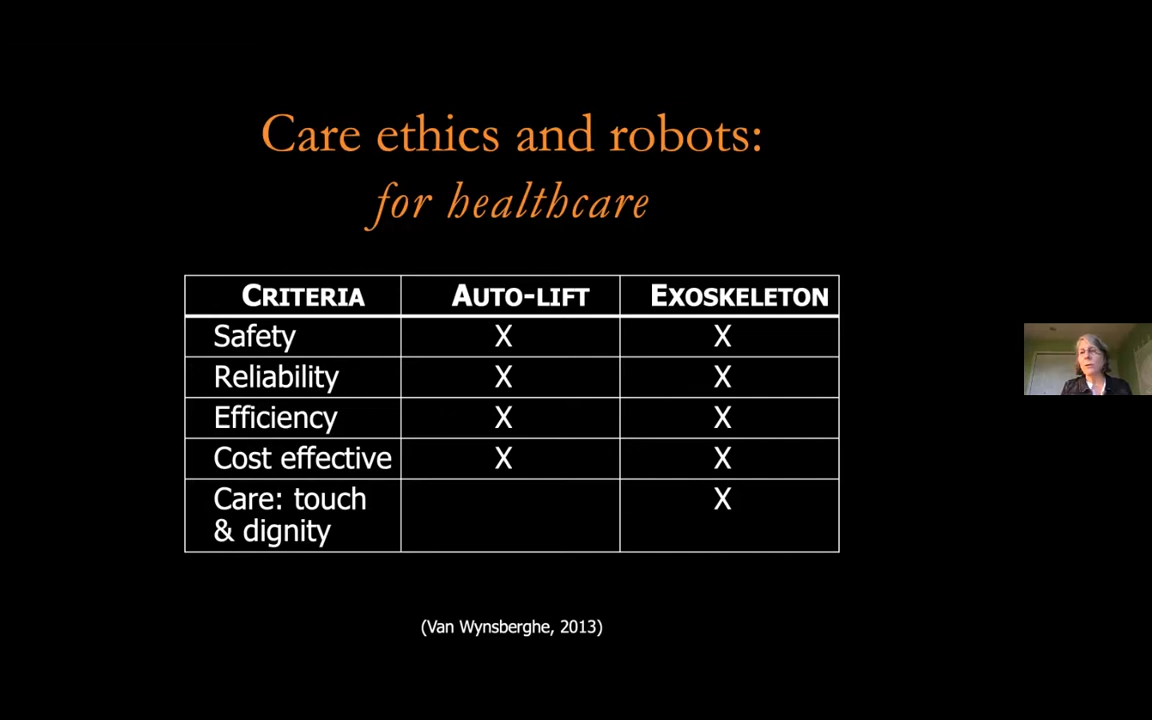 Care ethics and robots:
for healthcare
CRITERIA AUTO-LIFT EXOSKELETON
Safety X X
Reliability X X
Efficiency X X
Cost effective X X
Care: touch X
& dignity
(Van Wynsberghe, 2013)